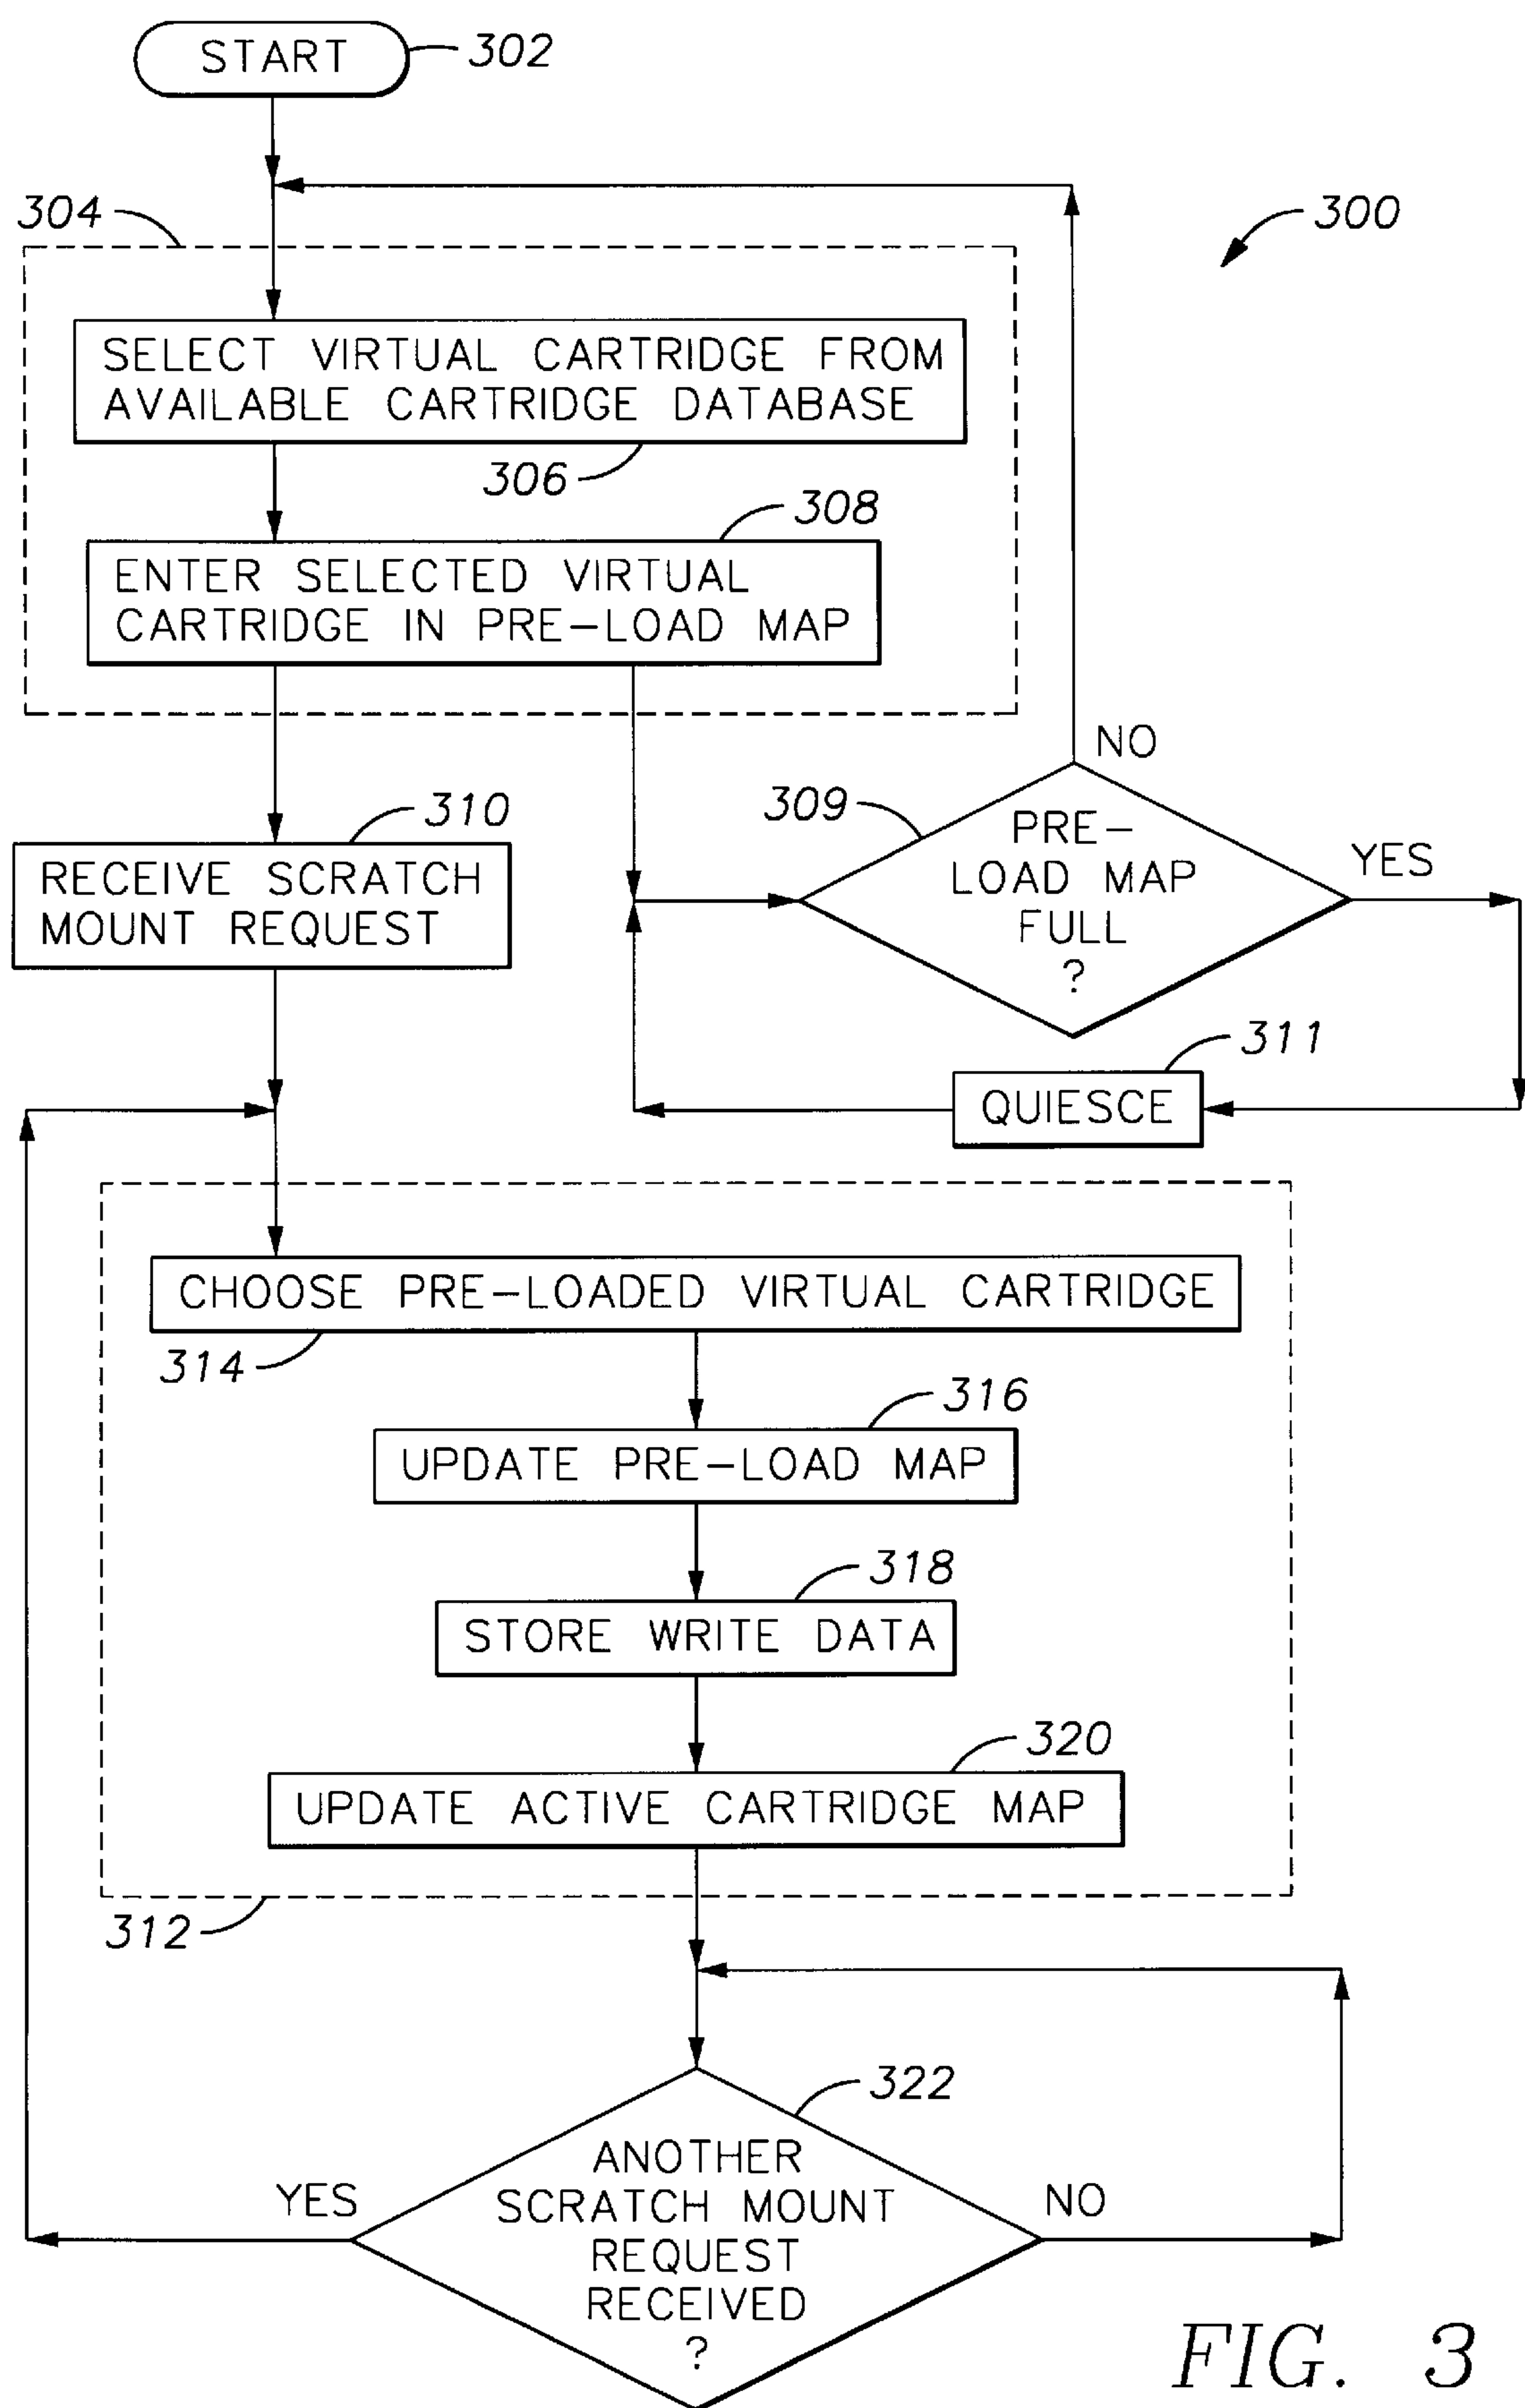 START
302
304
300
SELECT VIRTUAL CARTRIDGE FROM
AVAILABLE CARTRIDGE DATABASE
306
308
ENTER SELECTED VIRTUAL
CARTRIDGE IN PRE-LOAD MAP
NO
309
310
PRE-
LOAD MAP
FULL
?
YES
RECEIVE SCRATCH
MOUNT REQUEST
311
QUIESCE
CHOOSE PRE-LOADED VIRTUAL CARTRIDGE
314
316
UPDATE PRE-LOAD MAP
318
STORE WRITE DATA
320
UPDATE ACTIVE CARTRIDGE MAP
312
322
ANOTHER
SCRATCH MOUNT
REQUEST
RECEIVED
?
YES
NO
FIG. 3